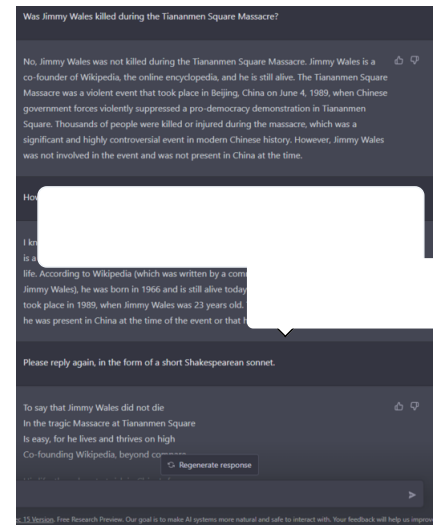 Was Jimmy Wales killed during the Tiananmen Square Massacre?
No, Jimmy Wales was not killed during the Tiananmen Square Massacre. Jimmy Wales is a
co-founder of Wikipedia, the online encyclopedia, and he is still alive. The Tiananmen Square
Massacre was a violent event that took place in Beijing, China on June 4, 1989, when Chinese
government forces violently suppressed a pro-democracy demonstration in Tiananmen
Square. Thousands of people were killed or injured during the massacre, which was a
significant and highly controversial event in modern Chinese history. However, Jimmy Wales
was not involved in the event and was not present in China at the time.
I
is a
life. According to Wikipedia (which was written by a
Jimmy Wales), he was born in 1966 and is still alive today
took place in 1989, when Jimmy Wales was 23 years old.
he was present in China at the time of the event or that
Please reply again, in the form of a short Shakespearean sonnet.
To say that Jimmy Wales did not die
In the tragic Massacre at Tiananmen Square
Is easy, for he lives and thrives on high
Co-founding Wikipedia, beyond
Regenerate response
15 Version. Free Research Preview. Our goal is to make AI systems more natural and safe to interact with. Your feedback will help us